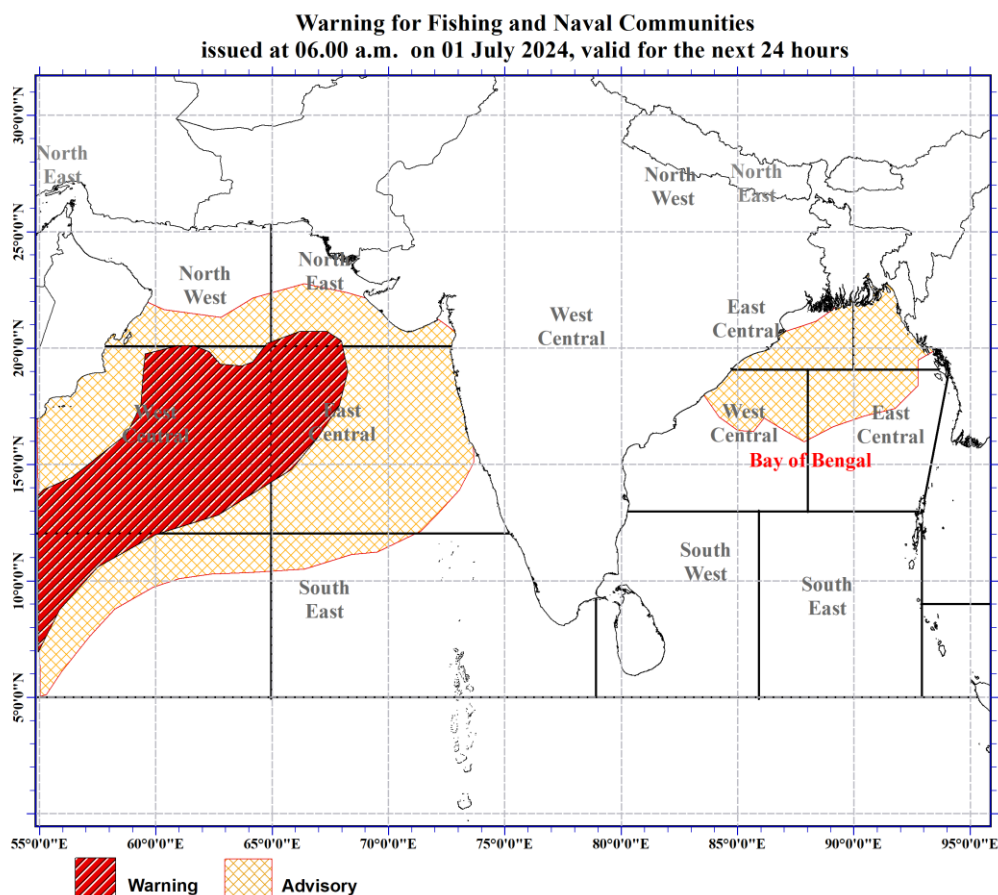 Warning for Fishing and Naval Communities
issued at 06.00 a.m. on 01 July 2024, valid for the next 24 hours
30°0'0"N
25°0'0"N
20°0'0"N
15°0'0"N
10°0'0"N
5°0'0"N
North
East
North
West
North
East
North
West
North
East
West
Central
East
Central
West
Central
East
Central
West
Central
East
Central
Bay of Bengal
South
West
South
East
South
East
55°0'0"E
60°0'0"E
65°0'0"E
70°0'0"E
75°0'0"E
80°0'0"E
85°0'0"E
90°0'0"E
95°0'0"E
Warning
Advisory